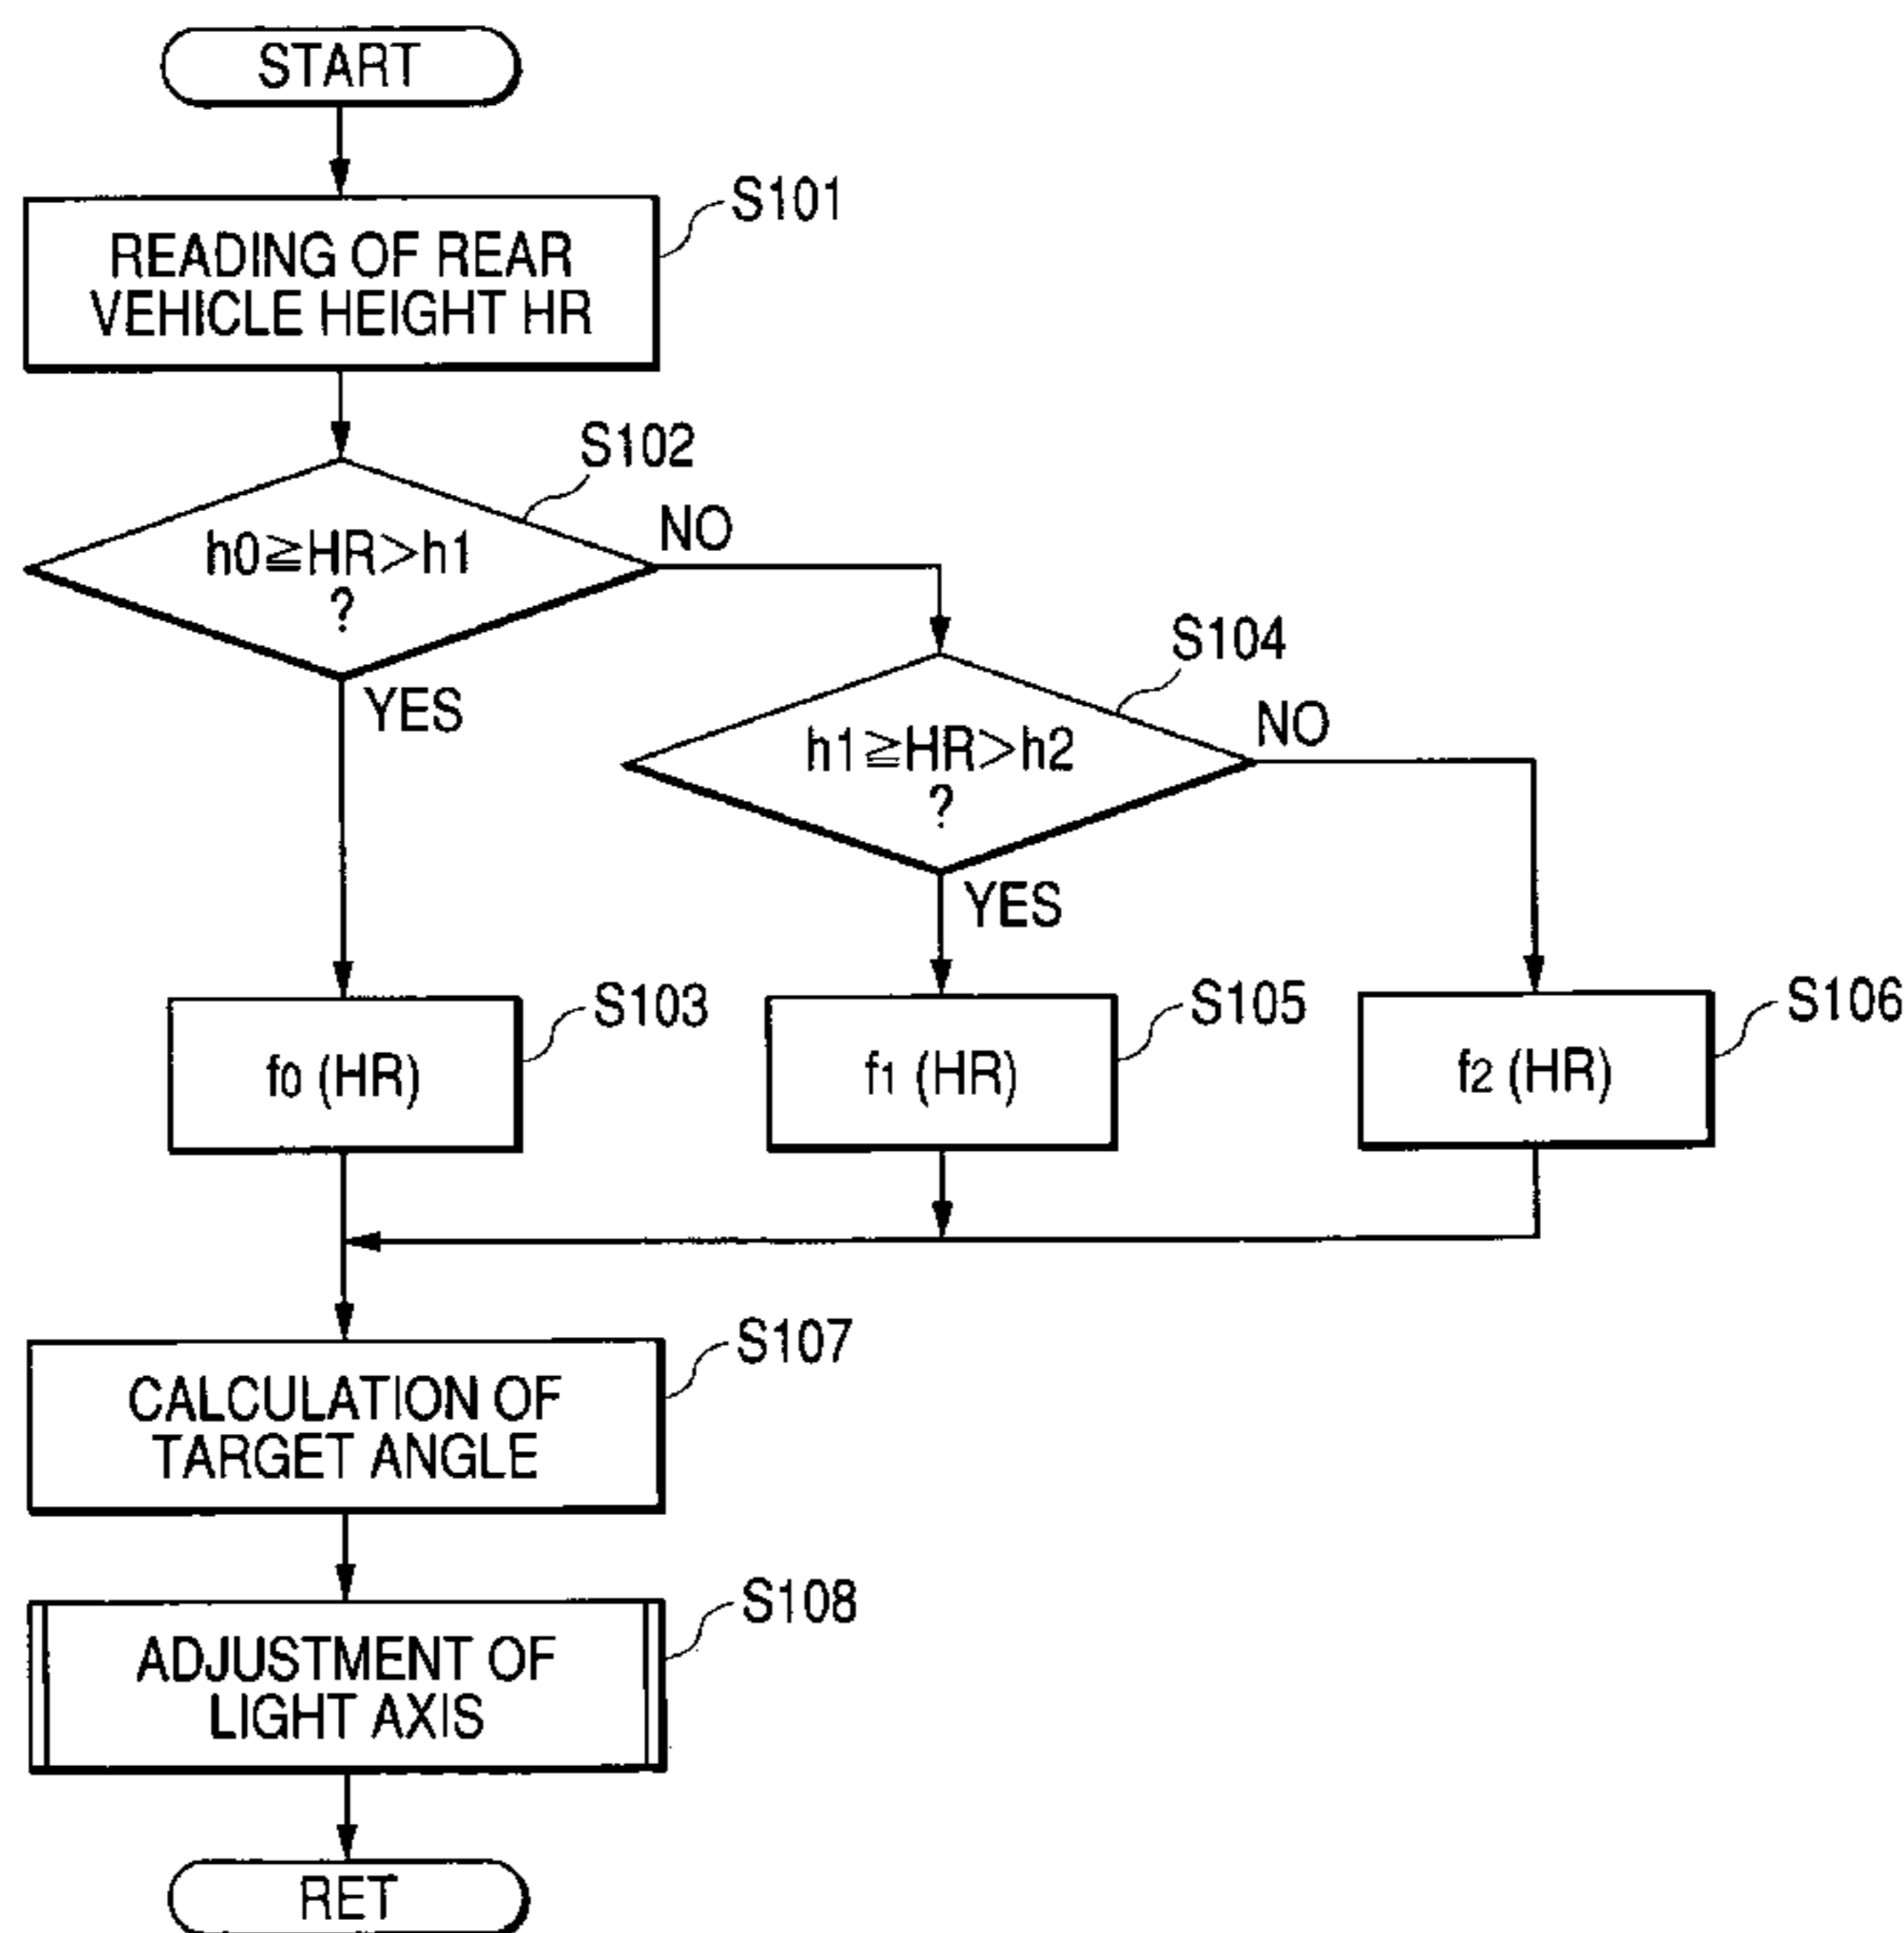 START
S101
READING OF REAR
VEHICLE HEIGHT HR
S102
h0≧HR>h1
?
NO
YES
S104
h1≧HR>h2
?
NO
YES
S103
f0 (HR)
S105
f1 (HR)
S106
f2 (HR)
S107
CALCULATION OF
TARGET ANGLE
S108
ADJUSTMENT OF
LIGHT AXIS
RET